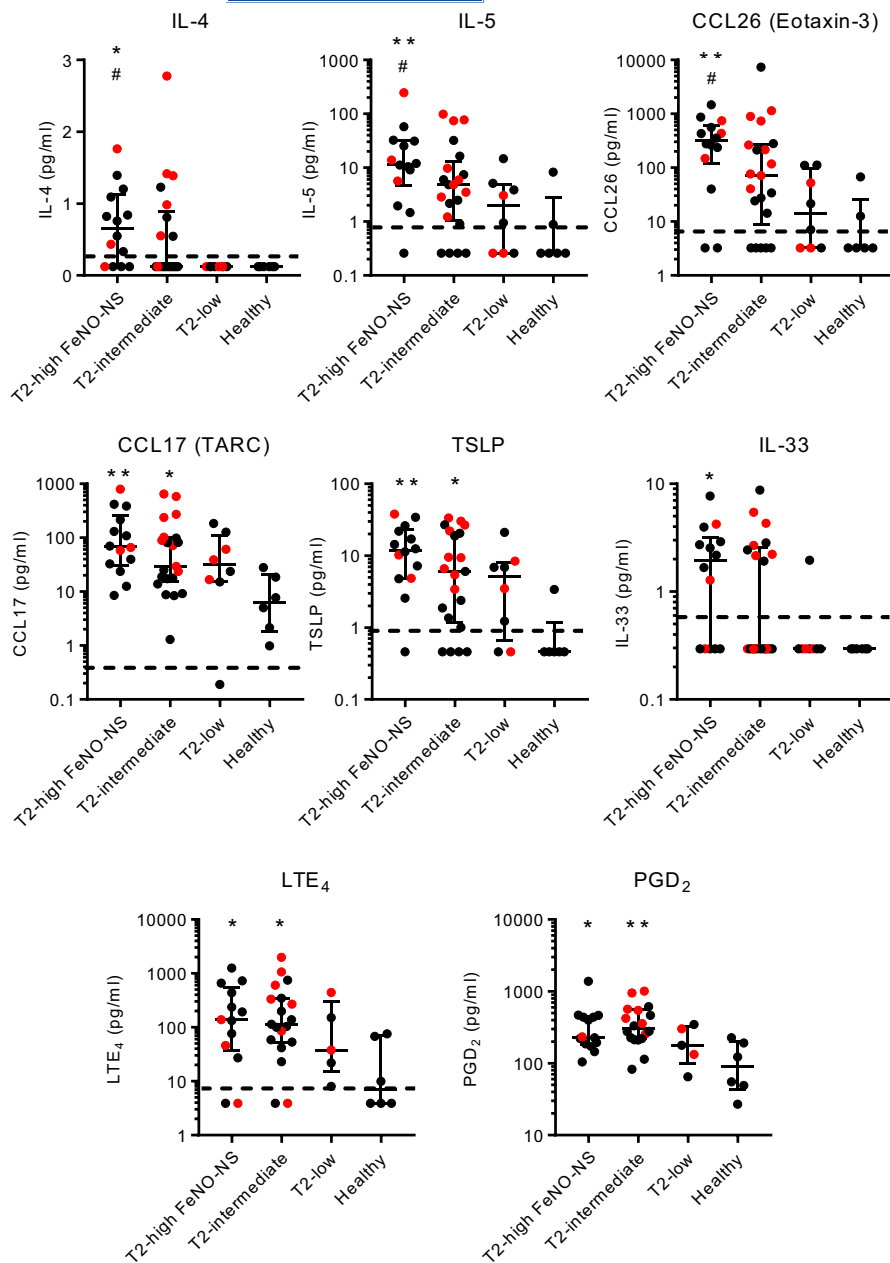 IL-4
* 
#
3
2
1
0
IL-4 (pg/ml)
T2-high FeNO-NS
T2-intermediate
T2-low
Healthy
IL-5
* *
#
1000
100
10
1
0.1
IL-5 (pg/ml)
T2-high FeNO-NS
T2-intermediate
T2-low
Healthy
CCL26 (Eotaxin-3)
* *
#
10000
1000
100
10
1
CCL26 (pg/ml)
T2-high FeNO-NS
T2-intermediate
T2-low
Healthy
CCL17 (TARC)
* * *
1000
100
10
1
0.1
CCL17 (pg/ml)
T2-high FeNO-NS
T2-intermediate
T2-low
Healthy
TSLP
* * *
100
10
1
0.1
TSLP (pg/ml)
T2-high FeNO-NS
T2-intermediate
T2-low
Healthy
IL-33
*
100
10
1
0.1
IL-33 (pg/ml)
T2-high FeNO-NS
T2-intermediate
T2-low
Healthy
LTE4
* *
10000
1000
100
10
1
LTE4 (pg/ml)
T2-high FeNO-NS
T2-intermediate
T2-low
Healthy
PGD2
* * *
10000
1000
100
10
PGD2 (pg/ml)
T2-high FeNO-NS
T2-intermediate
T2-low
Healthy